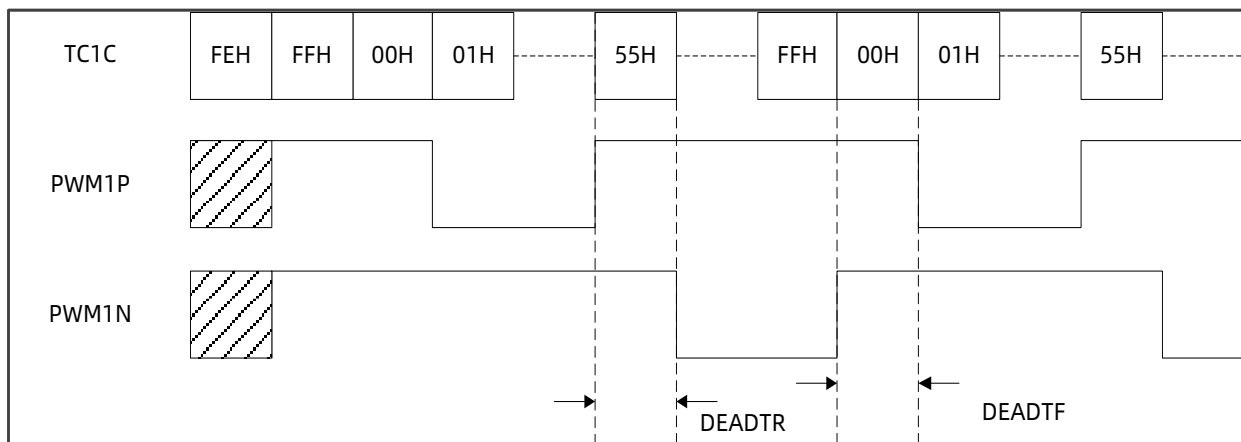 TC1C FEH FFH 00H 01H 55H FFH 00H 01H 55H
PWM1P
PWM1N
DEADTR
DEADTF